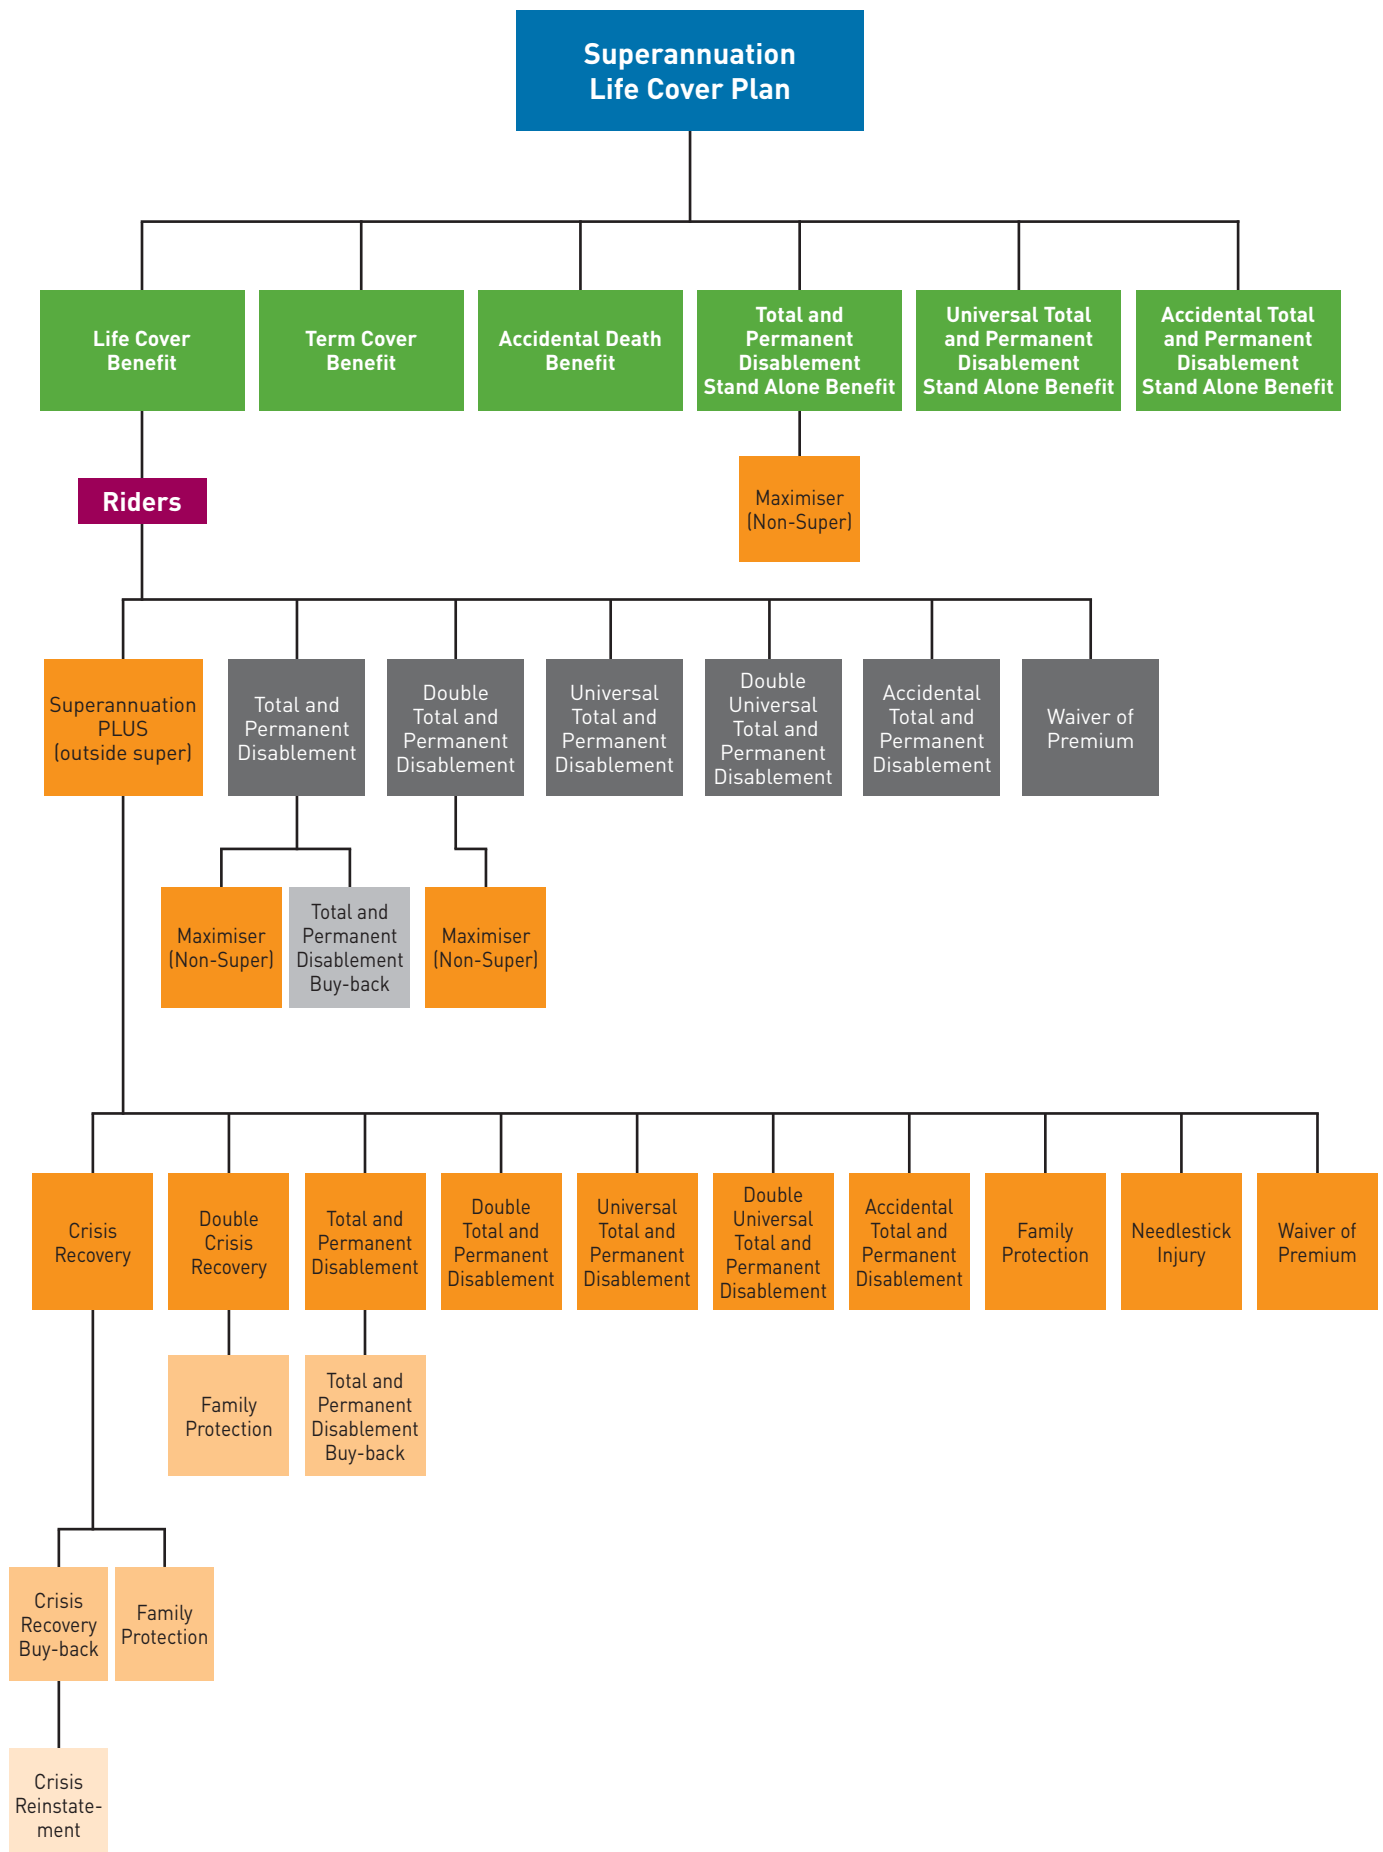 Superannuation
Life Cover Plan
Life Cover
Benefit
Term Cover
Benefit
Accidental Death
Benefit
Total and
Permanent
Disablement
Stand Alone Benefit
Universal Total
and Permanent
Disablement
Stand Alone Benefit
Accidental Total
and Permanent
Disablement
Stand Alone Benefit
Riders
Maximiser
(Non-Super)
Superannuation
PLUS
(outside super)
Total and
Permanent
Disablement
Double
Total and
Permanent
Disablement
Universal
Total and
Permanent
Disablement
Double
Universal
Total and
Permanent
Disablement
Accidental
Total and
Permanent
Disablement
Waiver of
Premium
Maximiser
(Non-Super)
Total and
Permanent
Disablement
Buy-back
Maximiser
(Non-Super)
Crisis
Recovery
Double
Crisis
Recovery
Total and
Permanent
Disablement
Double
Total and
Permanent
Disablement
Universal
Total and
Permanent
Disablement
Double
Universal
Total and
Permanent
Disablement
Accidental
Total and
Permanent
Disablement
Family
Protection
Needlestick
Injury
Waiver of
Premium
Family
Protection
Total and
Permanent
Disablement
Buy-back
Crisis
Recovery
Buy-back
Family
Protection
Crisis
Reinstate-
ment